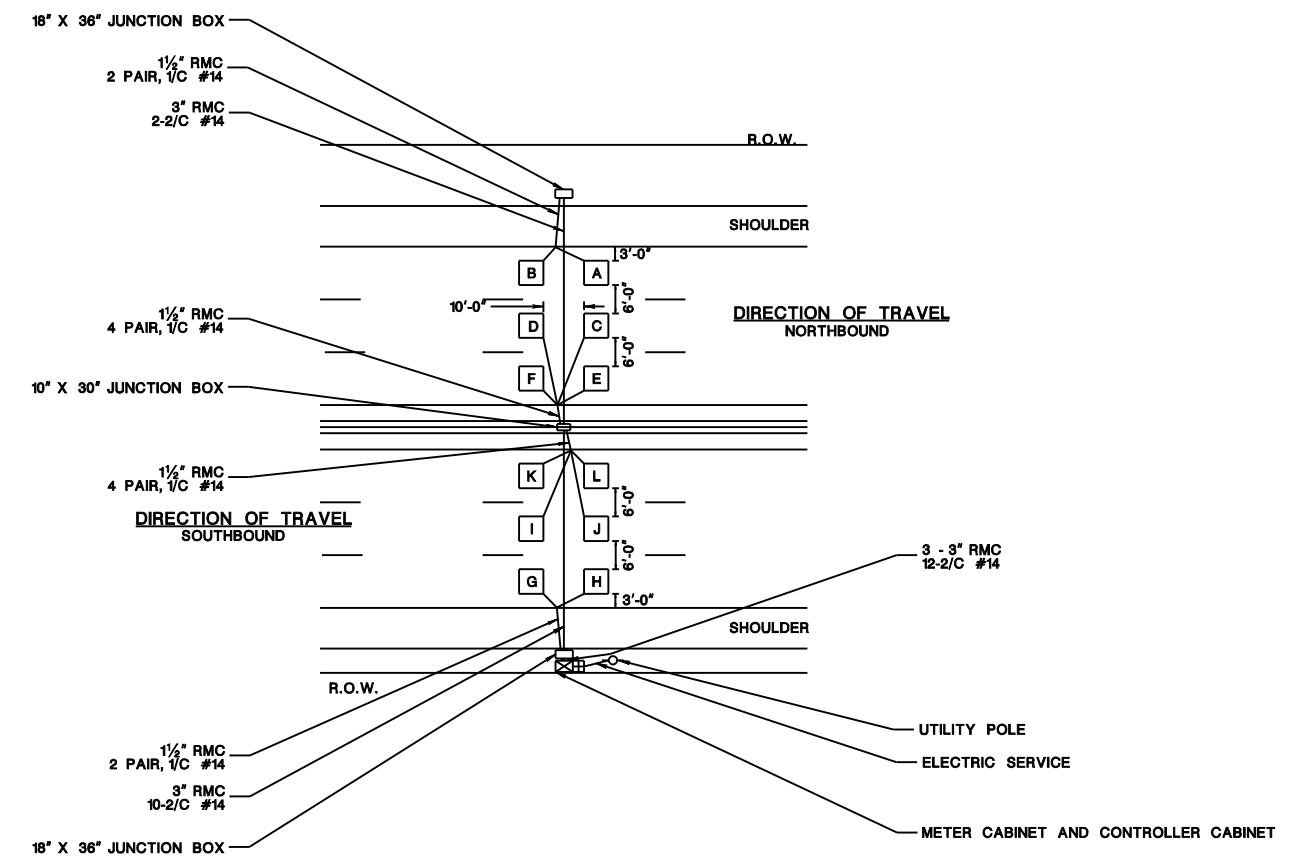 18" X 36" JUNCTION BOX
1½" RMC
2 PAIR, 1/C #14
3" RMC
2-2/C #14
R.O.W.
SHOULDER
3'-0"
B
A
6'-0"
10'-0"
D
C
DIRECTION OF TRAVEL
NORTHBOUND
1½" RMC
4 PAIR, 1/C #14
6'-0"
F
E
10" X 30" JUNCTION BOX
1½" RMC
4 PAIR, 1/C #14
K
L
6'-0"
DIRECTION OF TRAVEL
SOUTHBOUND
I
J
6'-0"
3 - 3" RMC
12-2/C #14
G
H
3'-0"
SHOULDER
R.O.W.
UTILITY POLE
1½" RMC
2 PAIR, 1/C #14
ELECTRIC SERVICE
3" RMC
10-2/C #14
METER CABINET AND CONTROLLER CABINET
18" X 36" JUNCTION BOX